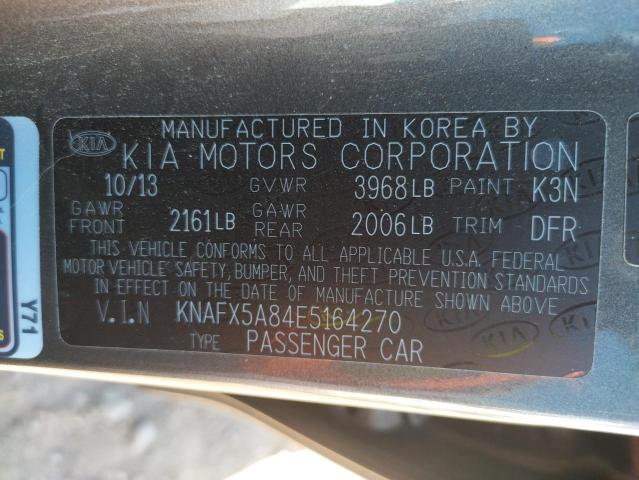 MANUFACTURED IN KOREA BY
KIA KIA MOTORS CORPORATION
10/13 GVWR 3968LB PAINT K3N
GAWR FRONT 2161LB GAWR REAR 2006LB TRIM DFR
THIS VEHICLE CONFORMS TO ALL APPLICABLE U.S.A. FEDERAL
MOTOR VEHICLE SAFETY, BUMPER, AND THEFT PREVENTION STANDARDS
IN EFFECT ON THE DATE OF MANUFACTURE SHOWN ABOVE
V.I.N KNAFX5A84E5164270
TYPE PASSENGER CAR
Y71